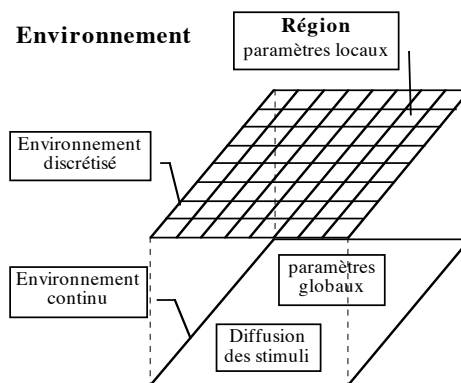 Environnement
Région
paramètres locaux
Environnement
discrétisé
Environnement
continu
paramètres
globaux
Diffusion
des stimuli